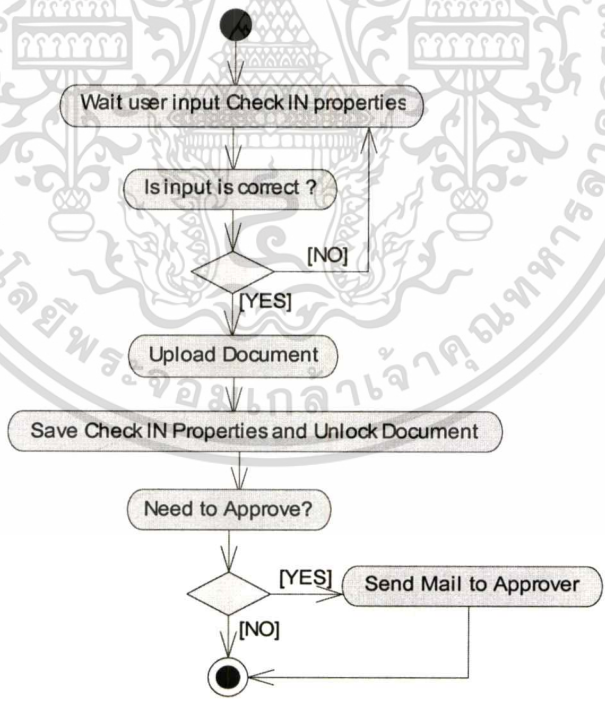 Wait user input Check IN properties
Is input is correct ?
[NO]
[YES]
Upload Document
Save Check IN Properties and Unlock Document
Need to Approve?
[YES]
Send Mail to Approver
[NO]